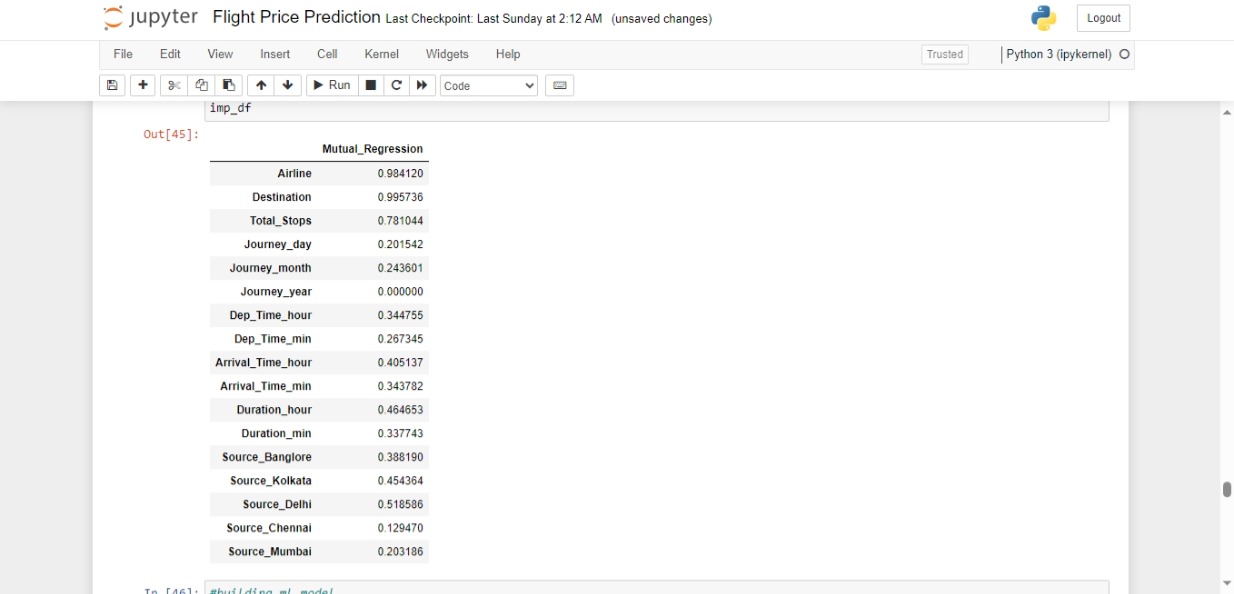 jupyter Flight Price Prediction Last Checkpoint: Last Sunday at 2:12 AM (unsaved changes) Logout
File Edit View Insert Cell Kernel Widgets Help Trusted Python 3 (ipykernel)
Run Code
imp_df
Out[45]:
Mutual_Regression
Airline 0.984120
Destination 0.995736
Total_Stops 0.781044
Journey_day 0.201542
Journey_month 0.243601
Journey_year 0.000000
Dep_Time_hour 0.344755
Dep_Time_min 0.267345
Arrival_Time_hour 0.405137
Arrival_Time_min 0.343782
Duration_hour 0.464653
Duration_min 0.337743
Source_Banglore 0.388190
Source_Kolkata 0.454364
Source_Delhi 0.518586
Source_Chennai 0.129470
Source_Mumbai 0.203186
In [46]: #building ml model